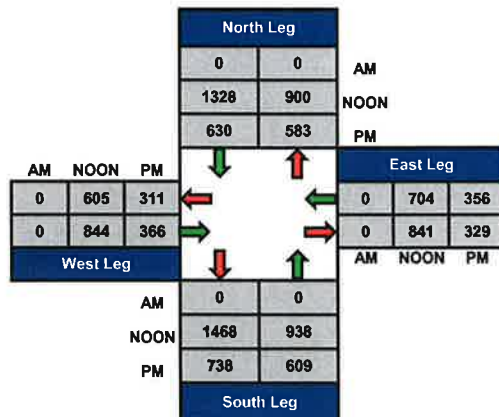 North Leg
0 0
AM
1328 900
NOON
630 583
PM
AM NOON PM
East Leg
0 605 311
0 704 356
0 844 366
0 841 329
West Leg
AM NOON PM
AM
0 0
NOON
1468 938
PM
738 609
South Leg